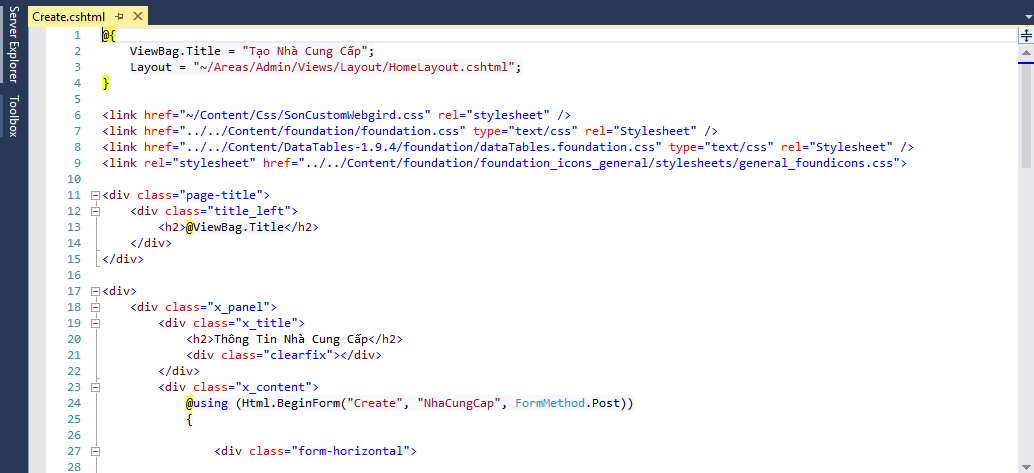 Server Explorer
Toolbox
Create.cshtml
1 @{
2 ViewBag.Title = "Tạo Nhà Cung Cấp";
3 Layout = "~/Areas/Admin/Views/Layout/HomeLayout.cshtml";
4 }
5
6 <link href="~/Content/Css/SonCustomWebgird.css" rel="stylesheet" />
7 <link href="../../Content/foundation/foundation.css" type="text/css" rel="Stylesheet" />
8 <link href="../../Content/DataTables-1.9.4/foundation/dataTables.foundation.css" type="text/css" rel="Stylesheet" />
9 <link rel="stylesheet" href="../../Content/foundation/foundation_icons_general/stylesheets/general_foundicons.css">
10
11 <div class="page-title">
12 <div class="title_left">
13 <h2>@ViewBag.Title</h2>
14 </div>
15 </div>
16
17 <div>
18 <div class="x_panel">
19 <div class="x_title">
20 <h2>Thông Tin Nhà Cung Cấp</h2>
21 <div class="clearfix"></div>
22 </div>
23 <div class="x_content">
24 @using (Html.BeginForm("Create", "NhaCungCap", FormMethod.Post))
25 {
26
27 <div class="form-horizontal">
28